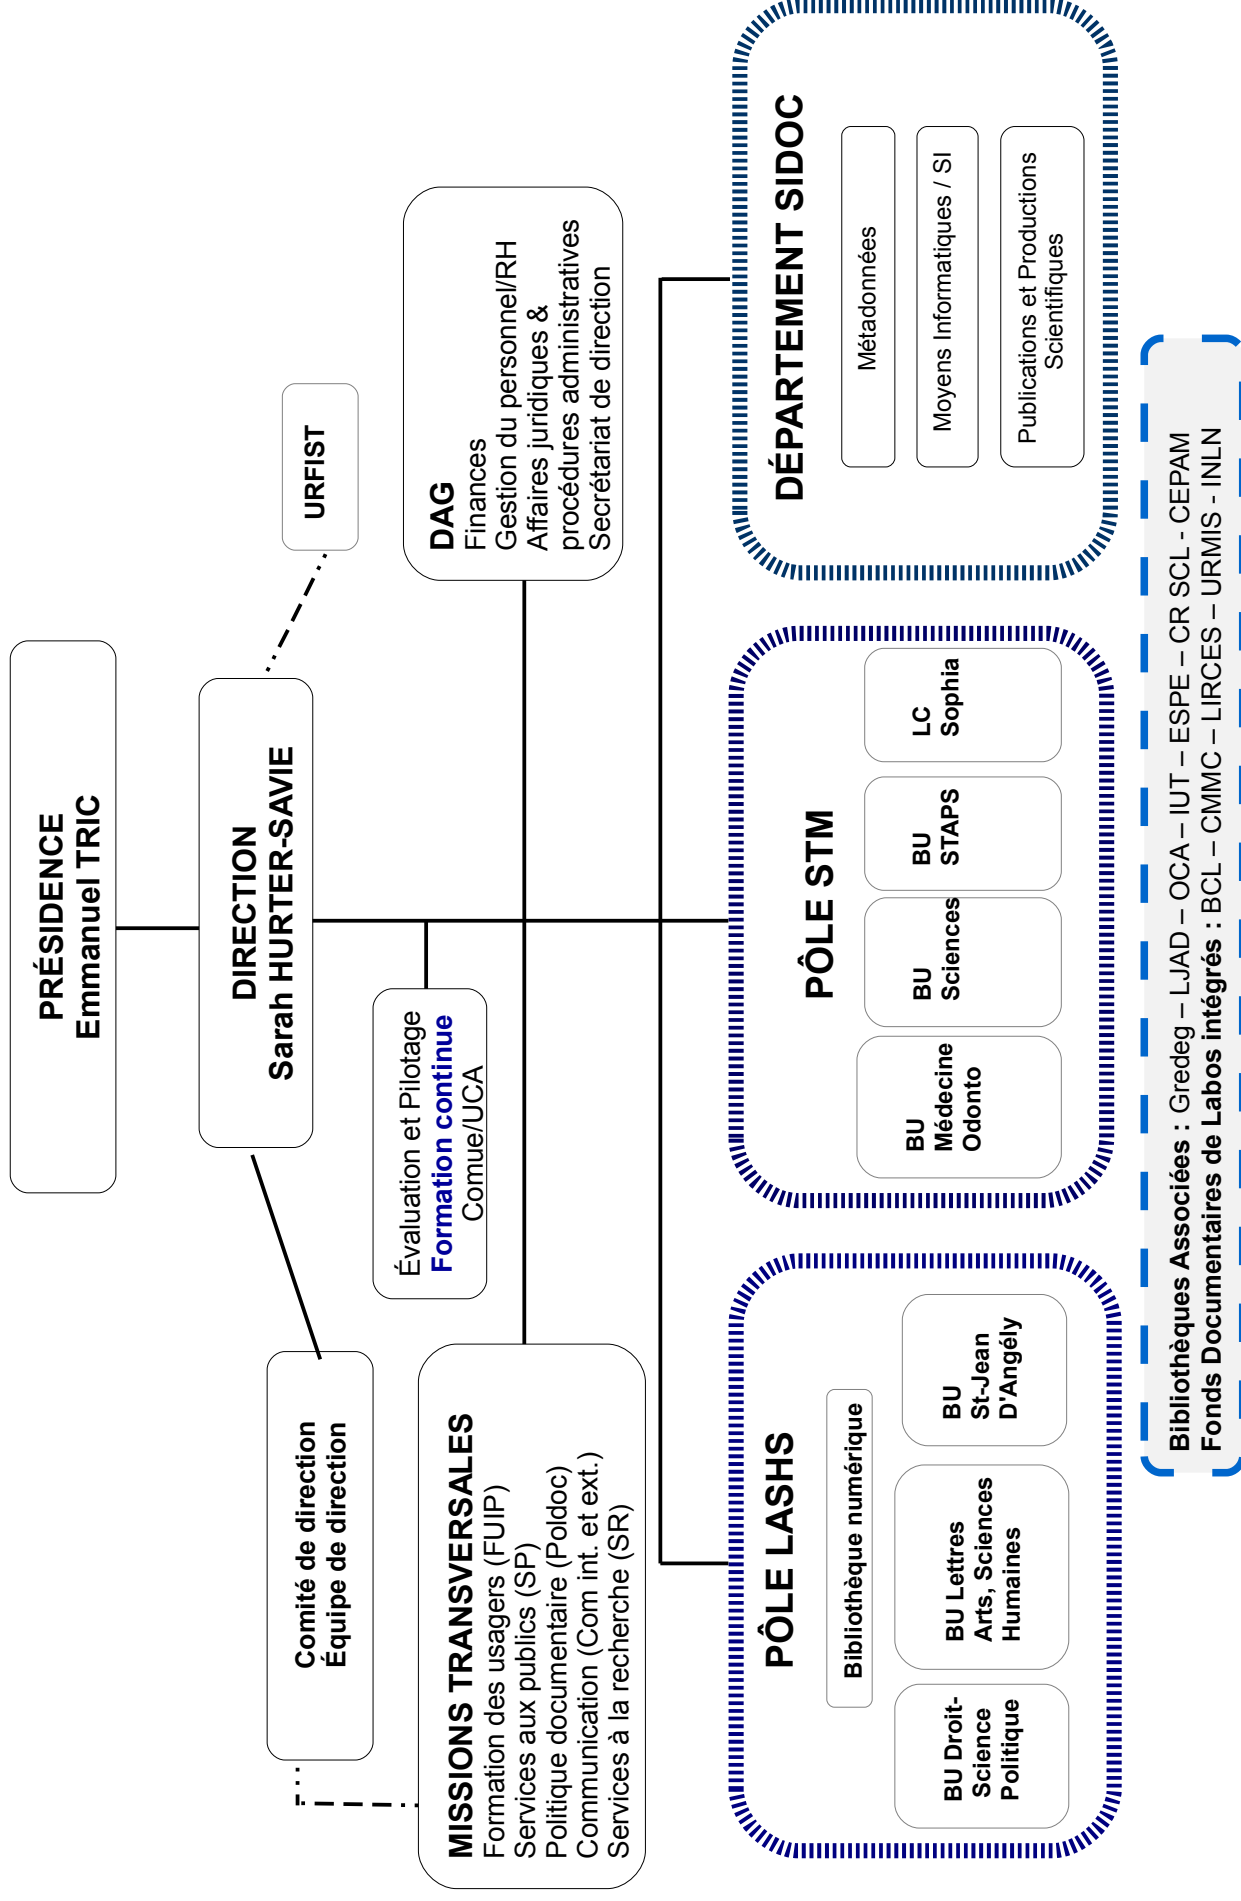 PRÉSIDENCE
Emmanuel TRIC
DIRECTION
Sarah HURTER-SAVIE
URFIST
Comité de direction
Équipe de direction
Évaluation et Pilotage
Formation continue
Comue/UCA
MISSIONS TRANSVERSALES
Formation des usagers (FUIP)
Services aux publics (SP)
Politique documentaire (Poldoc)
Communication (Com int. et ext.)
Services à la recherche (SR)
DAG
Finances
Gestion du personnel/RH
Affaires juridiques &
procédures administratives
Secrétariat de direction
PÔLE LASHS
Bibliothèque numérique
BU Droit-
Science
Politique
BU Lettres
Arts, Sciences
Humaines
BU
St-Jean
D'Angély
PÔLE STM
BU
Médecine
Odonto
BU
Sciences
BU
STAPS
LC
Sophia
DÉPARTEMENT SIDOC
Métadonnées
Moyens Informatiques / SI
Publications et Productions
Scientifiques
Bibliothèques Associées : Gredeg – LJAD – OCA – IUT – ESPE – CR SCL - CEPAM
Fonds Documentaires de Labos intégrés : BCL – CMMC – LIRCES – URMIS - INLN